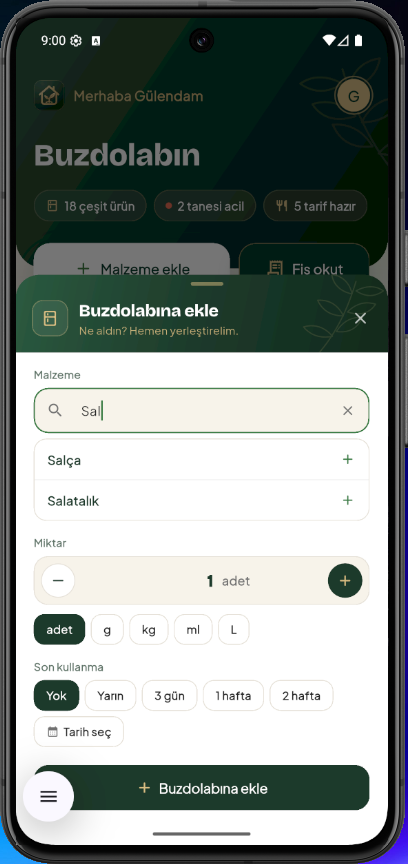 9:00
A
Merhaba Gülendam
G
Buzdolabın
18 çeşit ürün
2 tanesi acil
5 tarif hazır
+ Malzeme ekle
Fiş okut
Buzdolabına ekle
Ne aldın? Hemen yerleştirelim.
Malzeme
Sal
Salça
Salatalık
Miktar
1 adet
adet g kg ml L
Son kullanma
Yok Yarın 3 gün 1 hafta 2 hafta
Tarih seç
+ Buzdolabına ekle